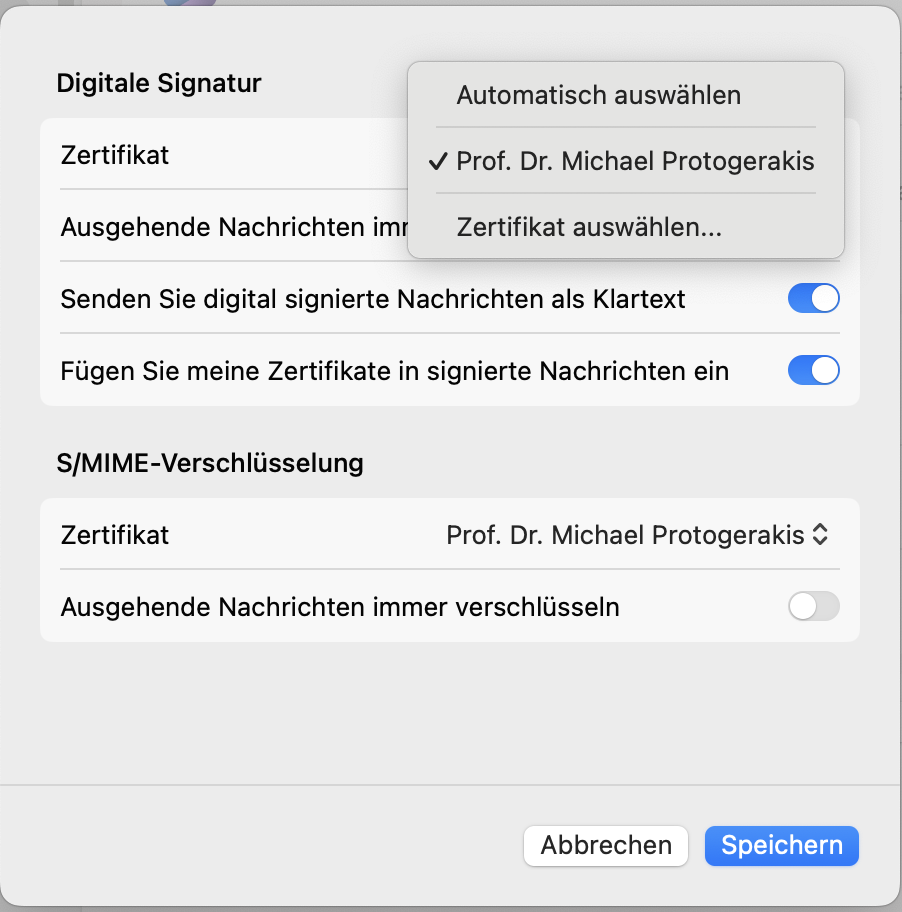 Digitale Signatur
Automatisch auswählen
Zertifikat
✓ Prof. Dr. Michael Protogerakis
Ausgehende Nachrichten
Zertifikat auswählen...
Senden Sie digital signierte Nachrichten als Klartext
Fügen Sie meine Zertifikate in signierte Nachrichten ein
S/MIME-Verschlüsselung
Zertifikat
Prof. Dr. Michael Protogerakis
Ausgehende Nachrichten immer verschlüsseln
Abbrechen
Speichern